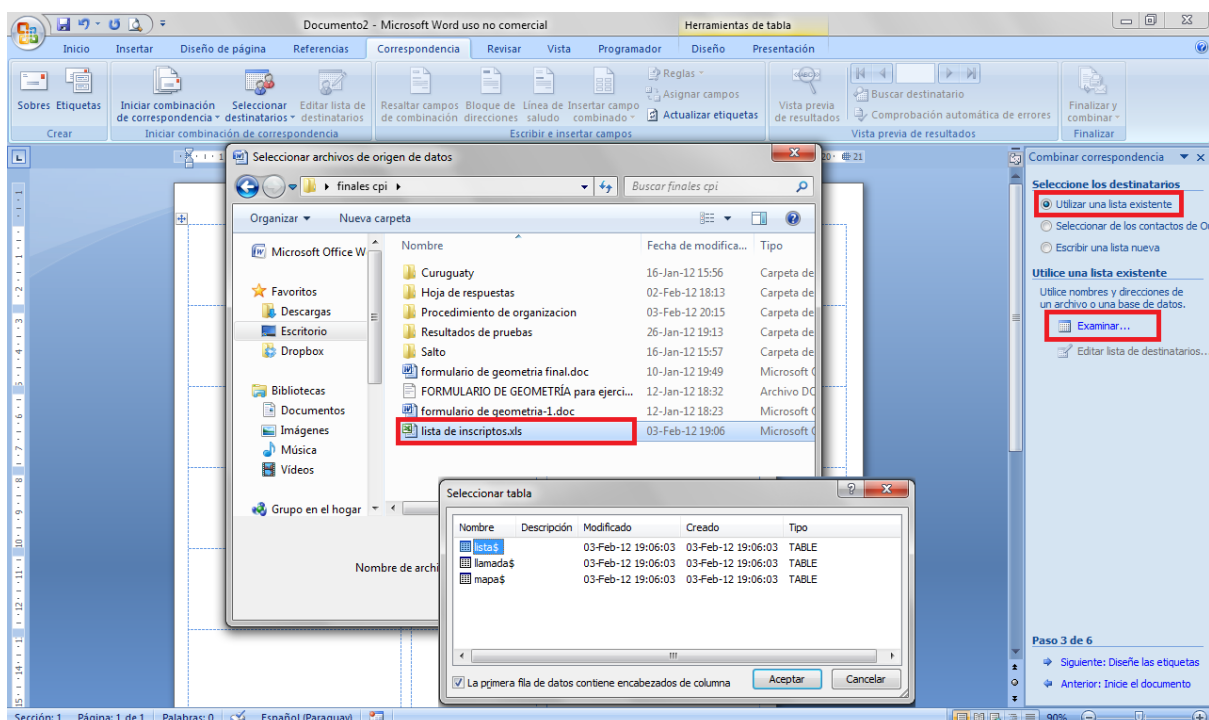 Documento2 - Microsoft Word uso no comercial
Herramientas de tabla
Inicio Insertar Diseño de página Referencias Correspondencia Revisar Vista Programador Diseño Presentación
Sobres Etiquetas
Crear
Iniciar combinación de correspondencia
Seleccionar destinatarios
Editar lista de destinatarios
Iniciar combinación de correspondencia
Resaltar campos de combinación
Bloque de direcciones
Línea de saludo
Insertar campo combinado
Reglas
Asignar campos
Actualizar etiquetas
Escribir e insertar campos
Vista previa de resultados
Buscar destinatario
Comprobación automática de errores
Vista previa de resultados
Finalizar y combinar
Finalizar
Seleccionar archivos de origen de datos
finales cpi
Buscar finales cpi
Organizar Nueva carpeta
Microsoft Office W
Favoritos
Descargas
Escritorio
Dropbox
Bibliotecas
Documentos
Imágenes
Música
Vídeos
Grupo en el hogar
Nombre Fecha de modifica... Tipo
Curuguaty 16-Jan-12 15:56 Carpeta de
Hoja de respuestas 02-Feb-12 18:13 Carpeta de
Procedimiento de organizacion 03-Feb-12 20:15 Carpeta de
Resultados de pruebas 26-Jan-12 19:13 Carpeta de
Salto 16-Jan-12 15:57 Carpeta de
formulario de geometria final.doc 10-Jan-12 19:49 Microsoft
FORMULARIO DE GEOMETRÍA para ejerci... 12-Jan-12 18:32 Archivo DO
formulario de geometria-1.doc 12-Jan-12 18:23 Microsoft
lista de inscriptos.xls 03-Feb-12 19:06 Microsoft
Nombre de archi
Seleccionar tabla
Nombre Descripción Modificado Creado Tipo
lista$ 03-Feb-12 19:06:03 03-Feb-12 19:06:03 TABLE
llamada$ 03-Feb-12 19:06:03 03-Feb-12 19:06:03 TABLE
mapa$ 03-Feb-12 19:06:03 03-Feb-12 19:06:03 TABLE
La primera fila de datos contiene encabezados de columna
Aceptar Cancelar
Combinar correspondencia
Seleccione los destinatarios
Utilizar una lista existente
Seleccionar de los contactos de O
Escribir una lista nueva
Utilice una lista existente
Utilice nombres y direcciones de
un archivo o una base de datos.
Examinar...
Editar lista de destinatarios...
Paso 3 de 6
Siguiente: Diseñe las etiquetas
Anterior: Inicie el documento
Sección: 1 Página: 1 de 1 Palabras: 0 Español (Paraguay) 90%